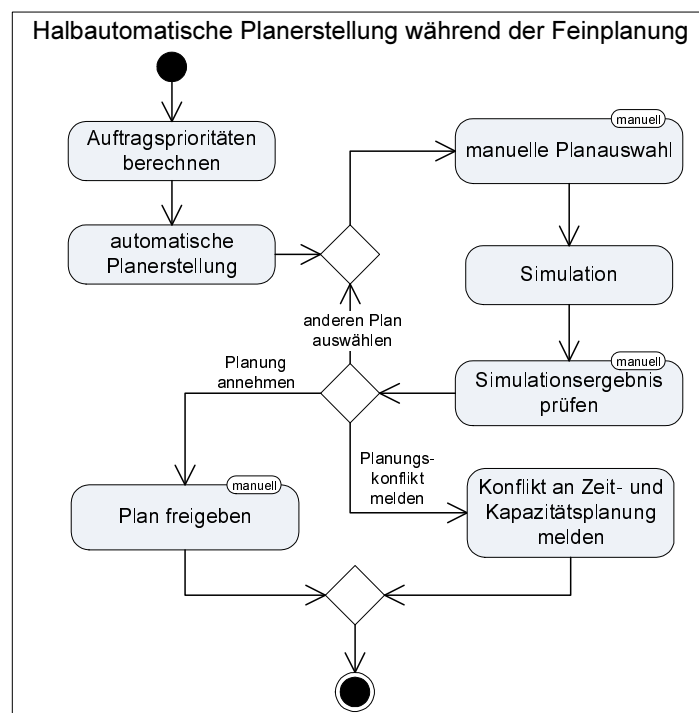 Halbautomatische Planerstellung während der Feinplanung
Auftragsprioritäten
berechnen
automatische
Planerstellung
manuell
manuelle Planauswahl
Simulation
manuell
Simulationsergebnis
prüfen
anderen Plan
auswählen
Planung
annehmen
Planungs-
konflikt
melden
manuell
Plan freigeben
Konflikt an Zeit- und
Kapazitätsplanung
melden